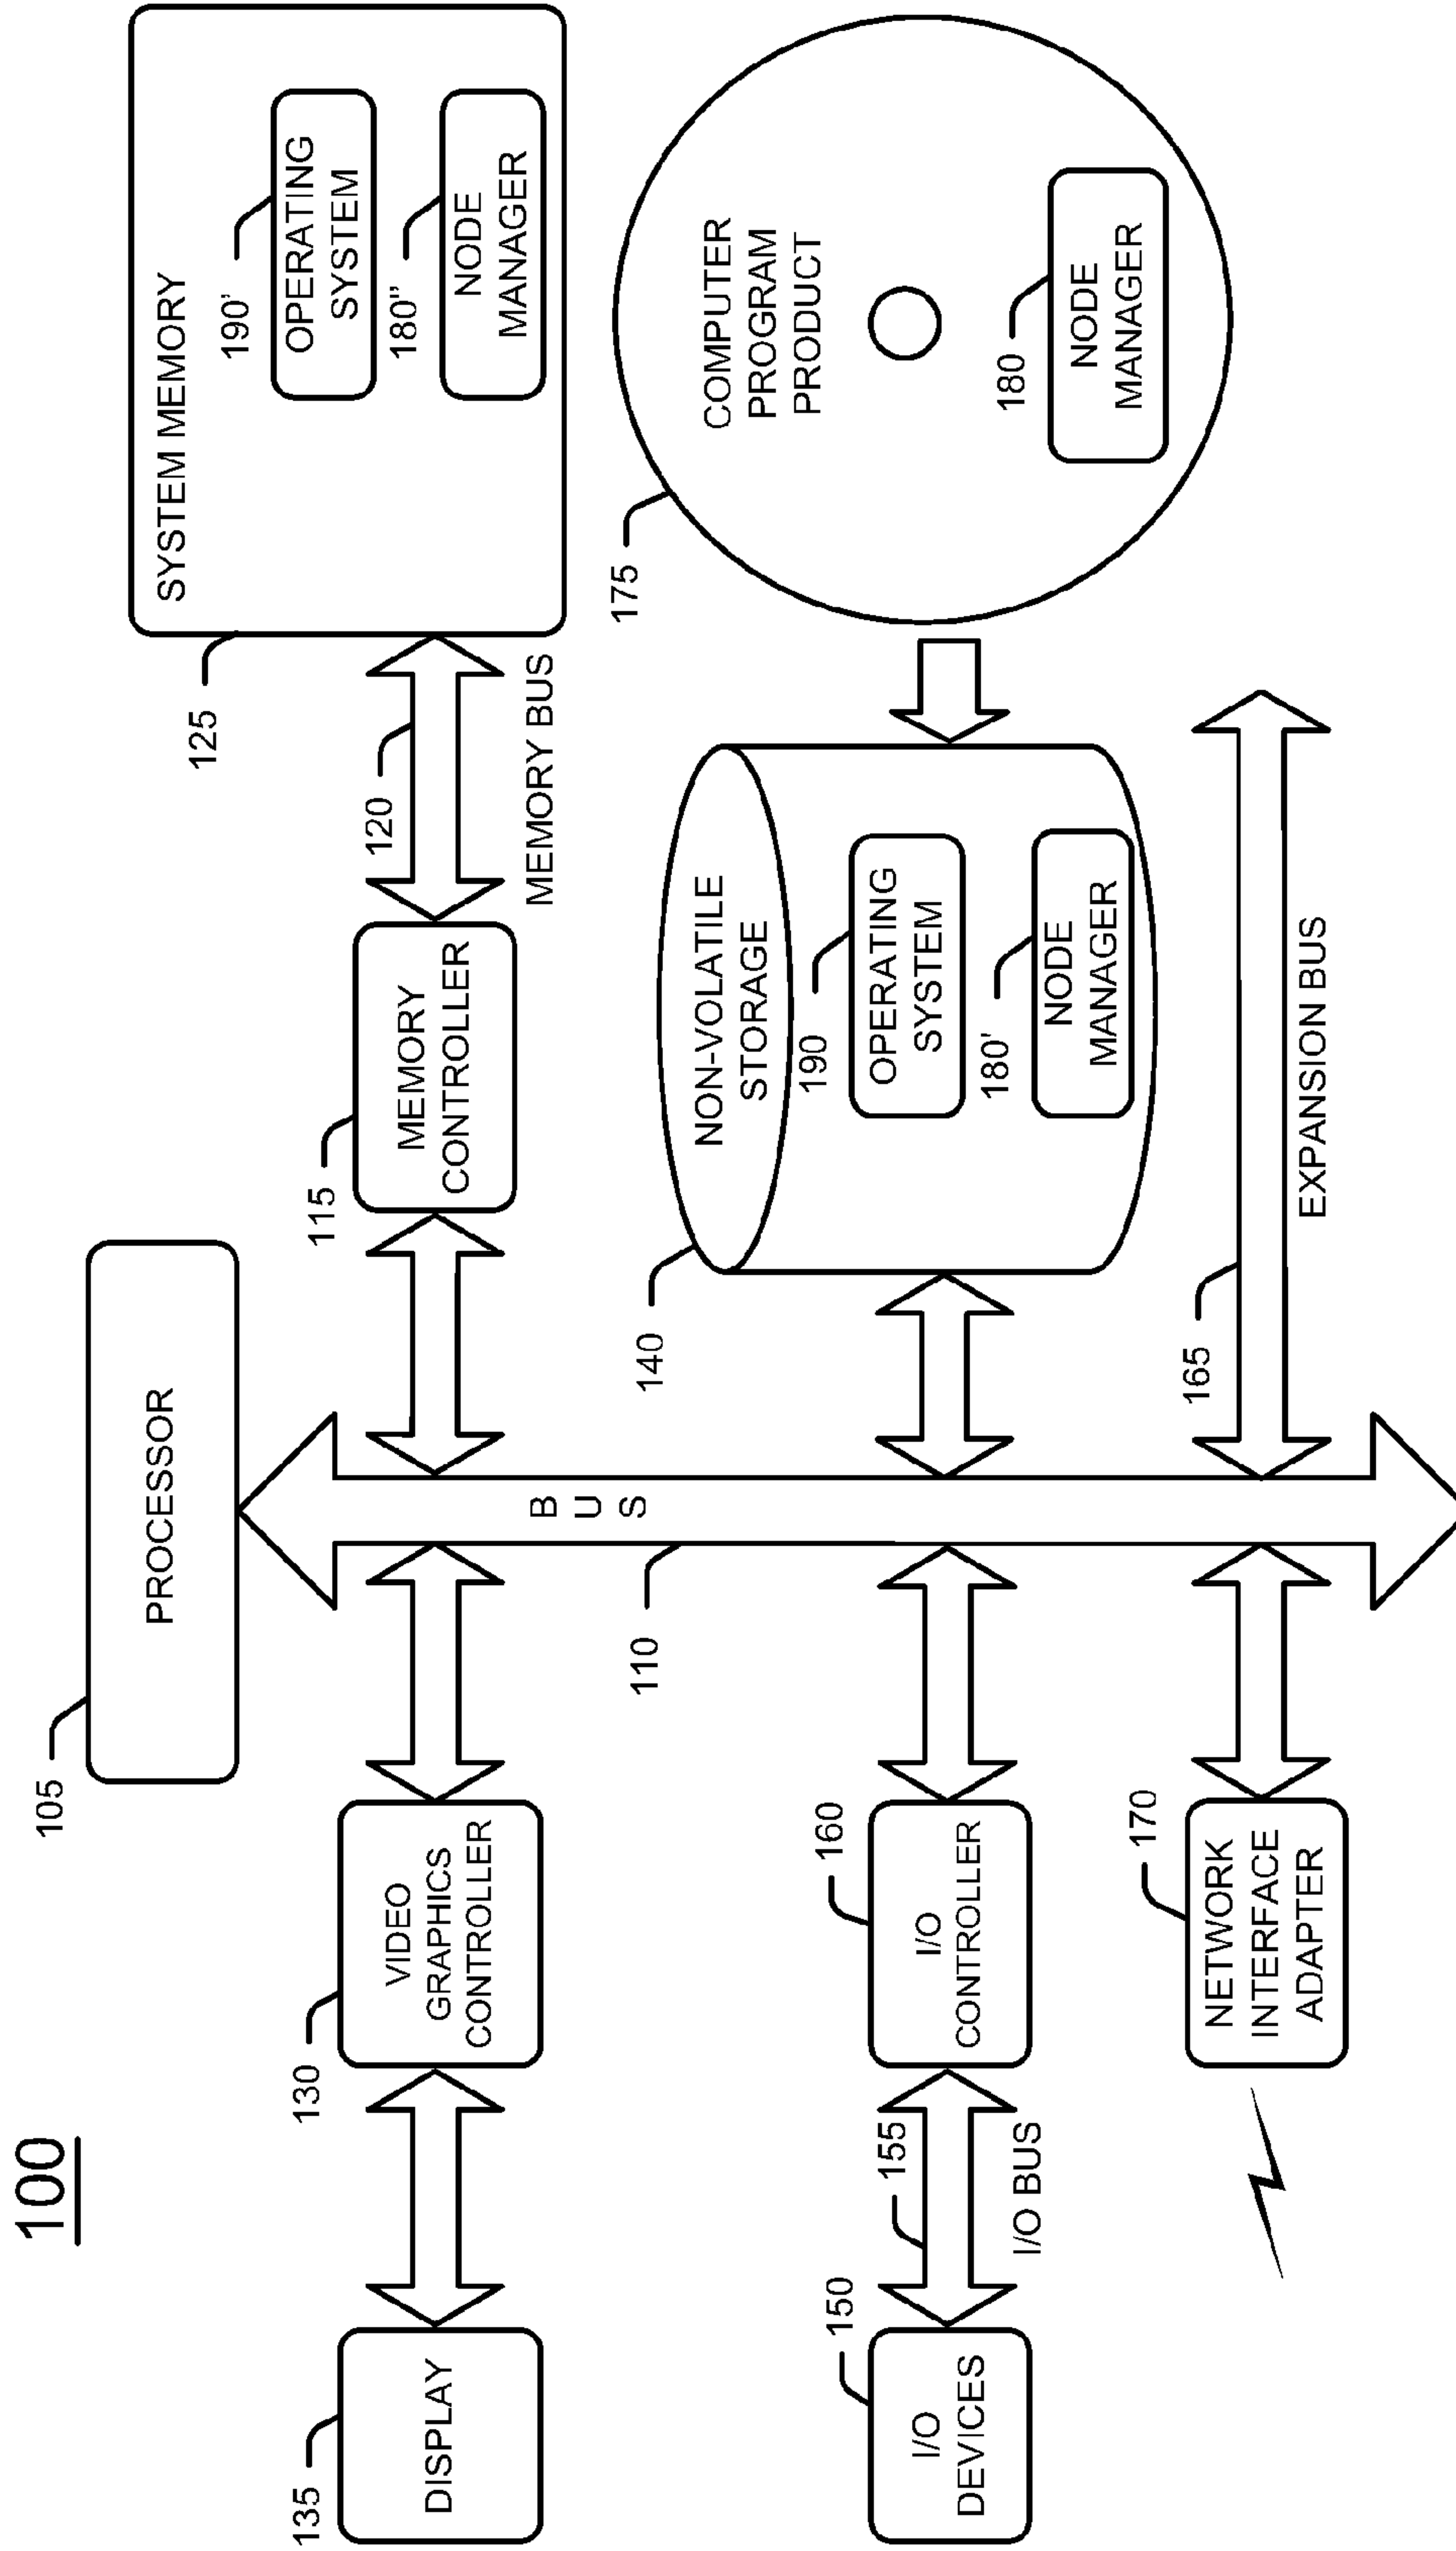 100
105
PROCESSOR
135
DISPLAY
130
VIDEO
GRAPHICS
CONTROLLER
115
MEMORY
CONTROLLER
120
MEMORY BUS
125
SYSTEM MEMORY
190'
OPERATING
SYSTEM
180"
NODE
MANAGER
B
U
S
110
140
NON-VOLATILE
STORAGE
190
OPERATING
SYSTEM
180'
NODE
MANAGER
175
COMPUTER
PROGRAM
PRODUCT
180
NODE
MANAGER
150
I/O
DEVICES
155
I/O BUS
160
I/O
CONTROLLER
170
NETWORK
INTERFACE
ADAPTER
165
EXPANSION BUS